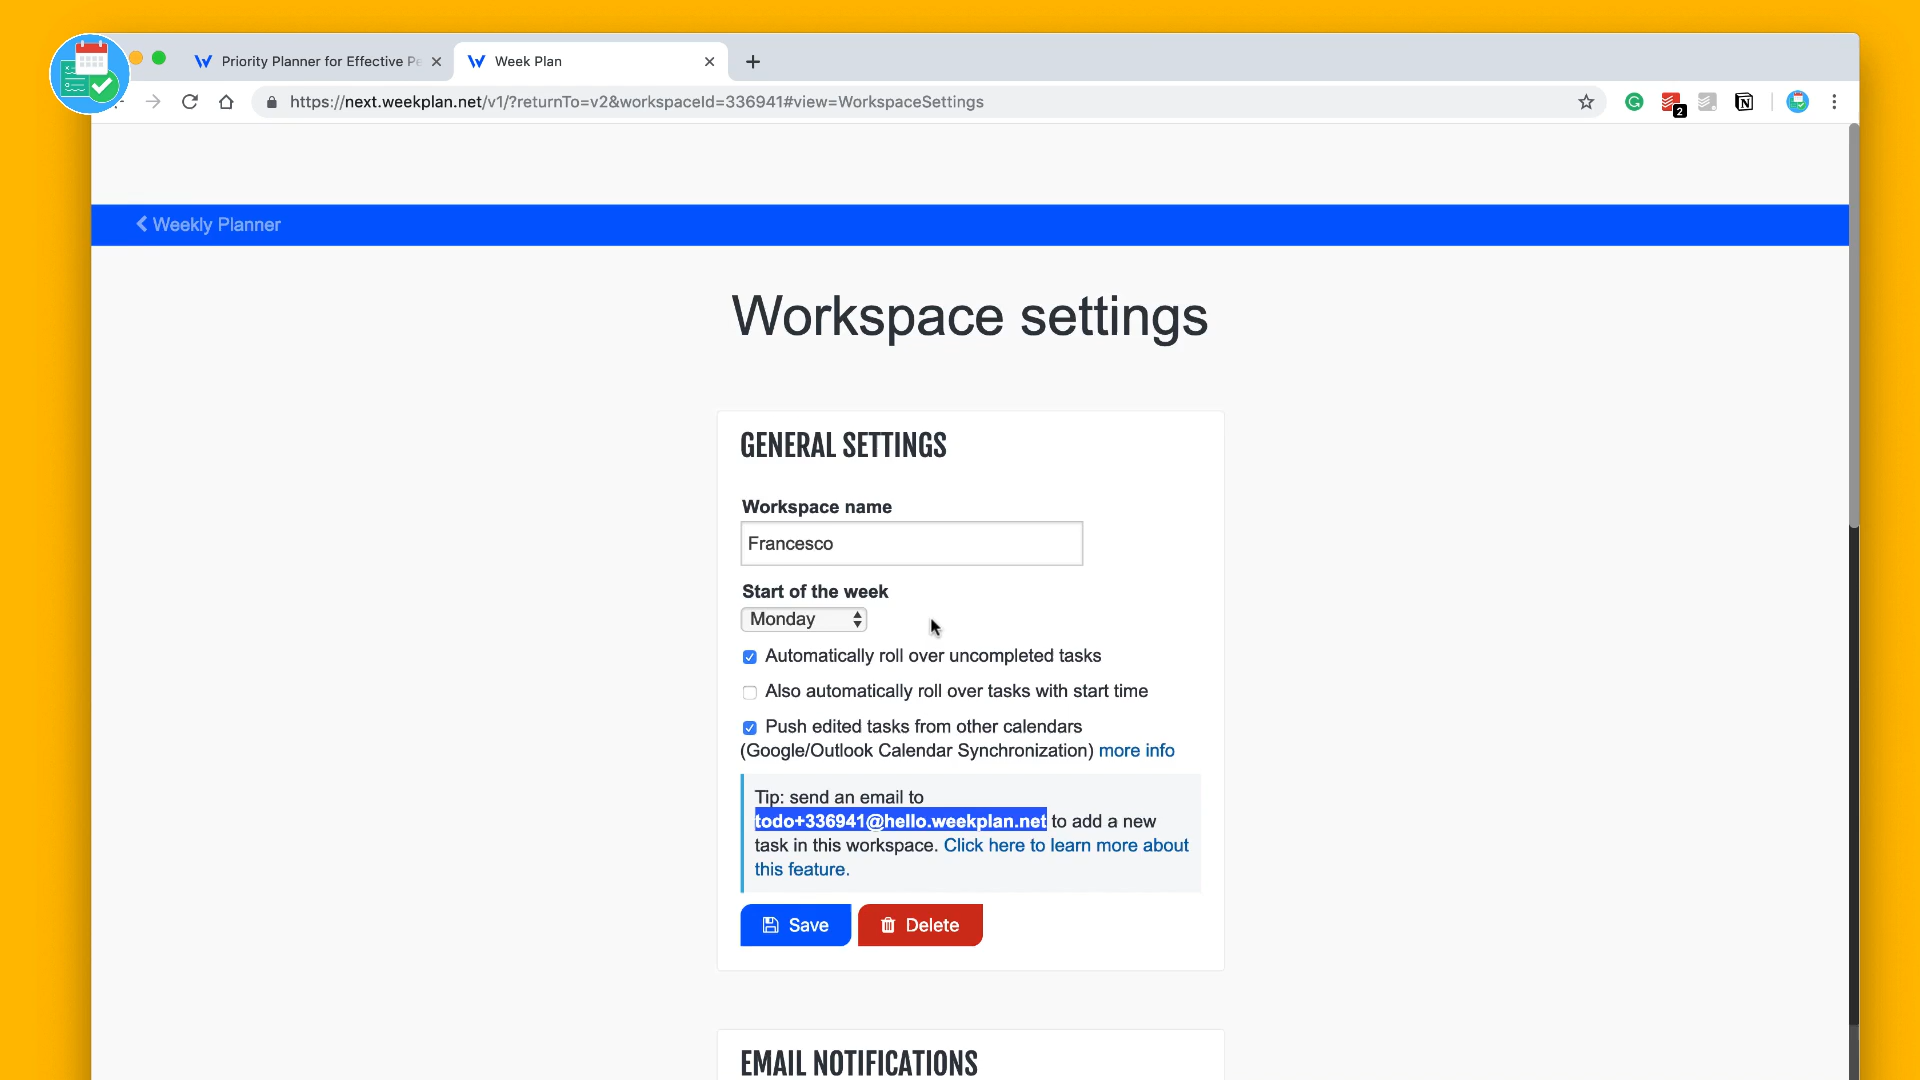 Priority Planner for Effective Pe
Week Plan
https://next.weekplan.net/v1/?returnTo=v2&workspaceId=336941#view=WorkspaceSettings
2
Weekly Planner
Workspace settings
GENERAL SETTINGS
Workspace name
Francesco
Start of the week
Monday
Automatically roll over uncompleted tasks
Also automatically roll over tasks with start time
Push edited tasks from other calendars
(Google/Outlook Calendar Synchronization) more info
Tip: send an email to
todo+336941@hello.weekplan.net to add a new
task in this workspace. Click here to learn more about
this feature.
Save Delete
EMAIL NOTIFICATIONS